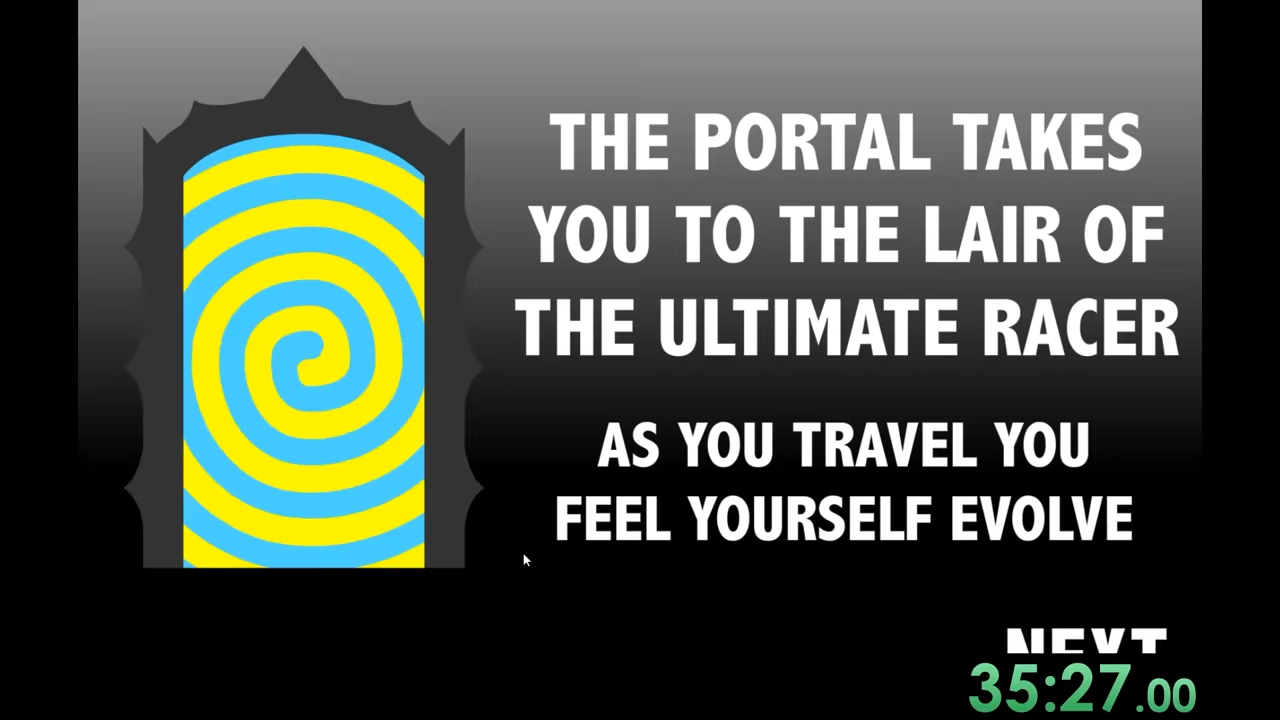 THE PORTAL TAKES
YOU TO THE LAIR OF
THE ULTIMATE RACER
AS YOU TRAVEL YOU
FEEL YOURSELF EVOLVE
NEXT
35:27.00